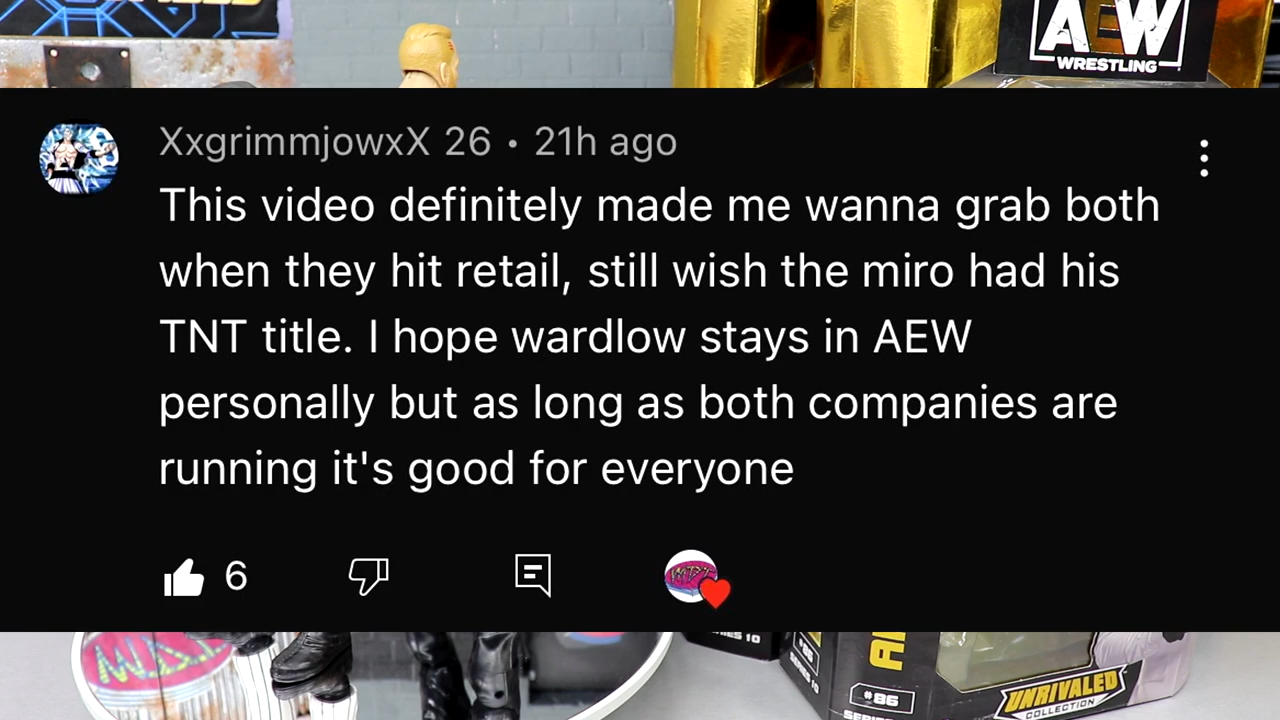 AEW
WRESTLING
XxgrimmjowxX 26 • 21h ago
This video definitely made me wanna grab both
when they hit retail, still wish the miro had his
TNT title. I hope wardlow stays in AEW
personally but as long as both companies are
running it's good for everyone
6
#86
UNRIVALED
COLLECTION